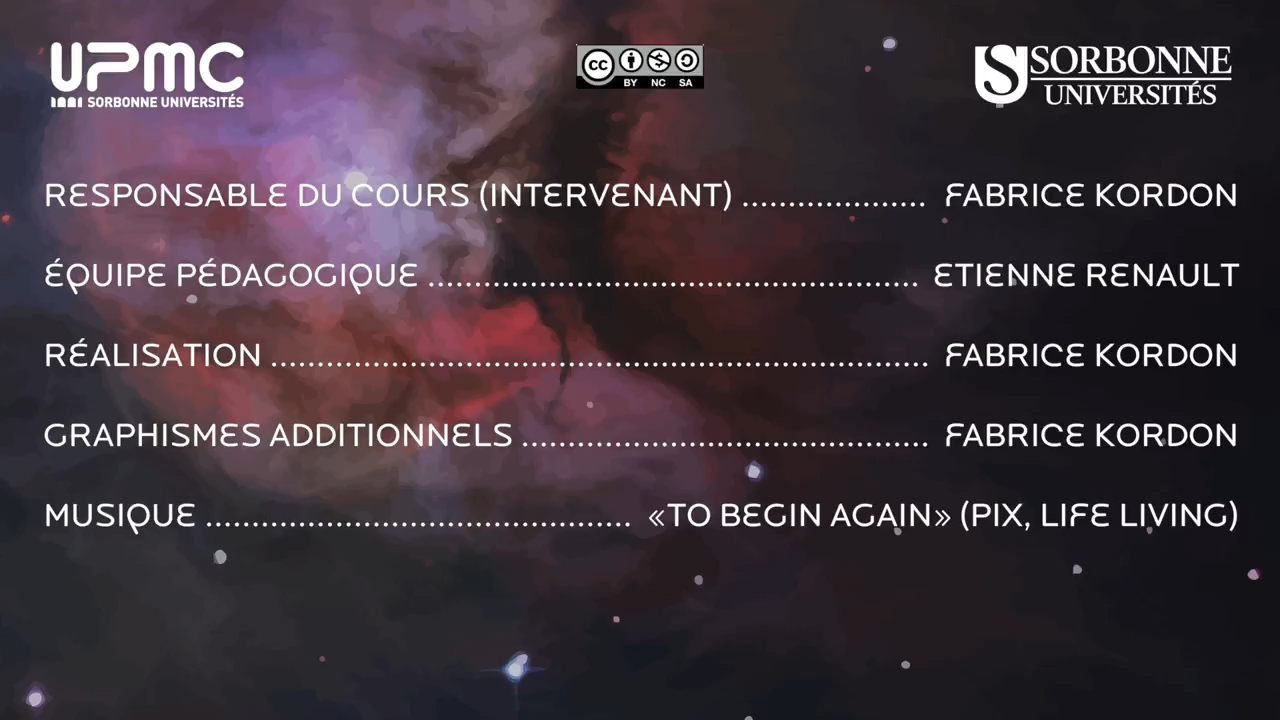 UPMC
SORBONNE UNIVERSITÉS
cc
BY NC SA
SORBONNE
UNIVERSITÉS
RESPONSABLE DU COURS (INTERVENANT) .................... FABRICE KORDON
ÉQUIPE PÉDAGOGIQUE ..................................................... ETIENNE RENAULT
RÉALISATION ....................................................................... FABRICE KORDON
GRAPHISMES ADDITIONNELS ............................................ FABRICE KORDON
MUSIQUE .............................................. «TO BEGIN AGAIN» (PIX, LIFE LIVING)